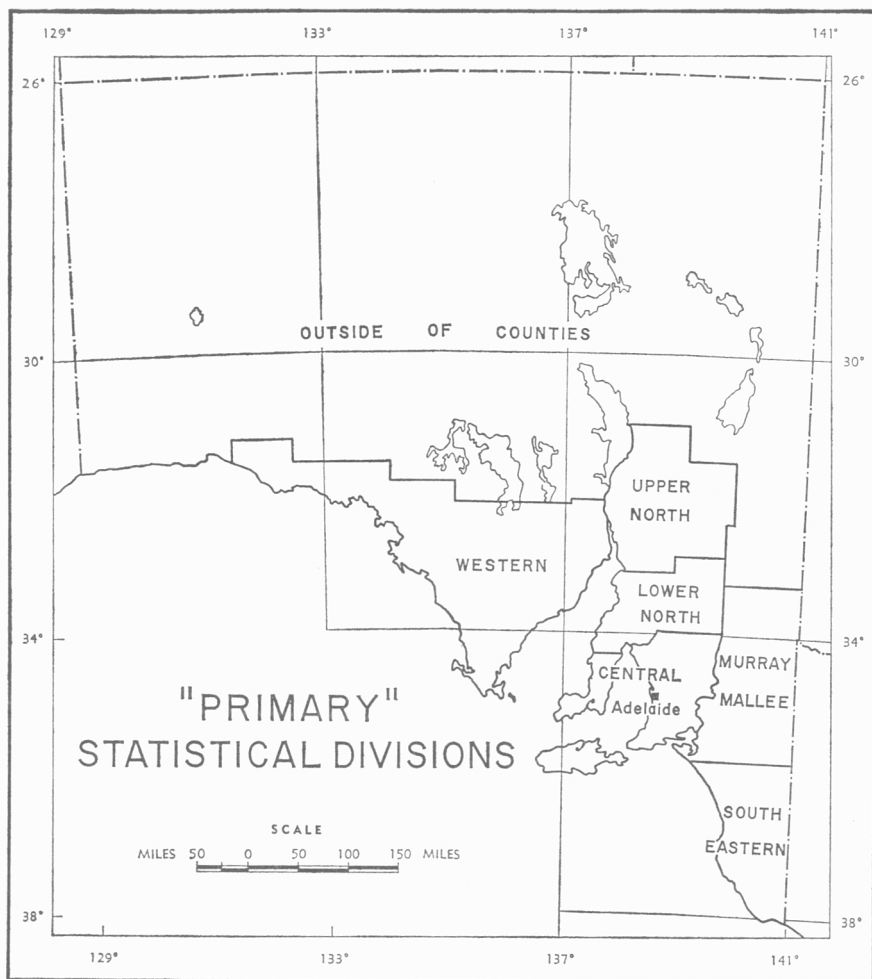 129° 133° 137° 141°
26° 26°
OUTSIDE OF COUNTIES
30° 30°
UPPER
NORTH
WESTERN
LOWER
NORTH
34° 34°
MURRAY
MALLEE
CENTRAL
Adelaide
"PRIMARY"
STATISTICAL DIVISIONS
SOUTH
EASTERN
SCALE
MILES 50 0 50 100 150 MILES
38° 38°
129° 133° 137° 141°